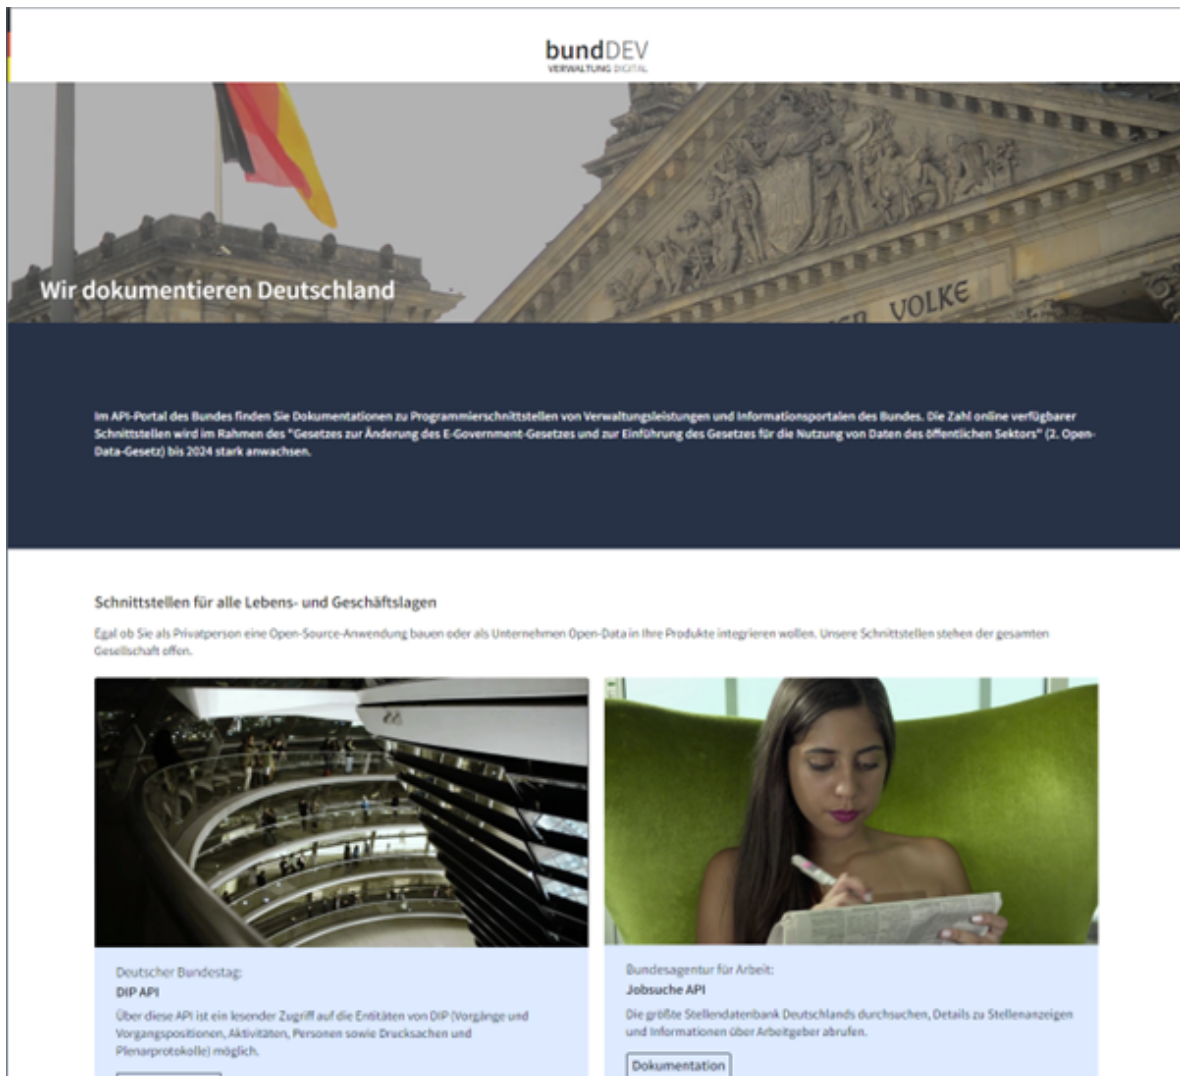 bundDEV
VERWALTUNG DIGITAL
Wir dokumentieren Deutschland
VOLKE
Im API-Portal des Bundes finden Sie Dokumentationen zu Programmierschnittstellen von Verwaltungsleistungen und Informationsportalen des Bundes. Die Zahl online verfügbarer
Schnittstellen wird im Rahmen des "Gesetzes zur Änderung des E-Government-Gesetzes und zur Einführung des Gesetzes für die Nutzung von Daten des öffentlichen Sektors" (2. Open-
Data-Gesetz) bis 2024 stark anwachsen.
Schnittstellen für alle Lebens- und Geschäftslagen
Egal ob Sie als Privatperson eine Open-Source-Anwendung bauen oder als Unternehmen Open-Data in Ihre Produkte integrieren wollen. Unsere Schnittstellen stehen der gesamten
Gesellschaft offen.
Deutscher Bundestag:
DIP API
Über diese API ist ein lesender Zugriff auf die Entitäten von DIP (Vorgänge und
Vorgangspositionen, Aktivitäten, Personen sowie Drucksachen und
Plenarprotokolle) möglich.
Bundesagentur für Arbeit:
Jobsuche API
Die größte Stellendatenbank Deutschlands durchsuchen, Details zu Stellenanzeigen
und Informationen über Arbeitgeber abrufen.
Dokumentation